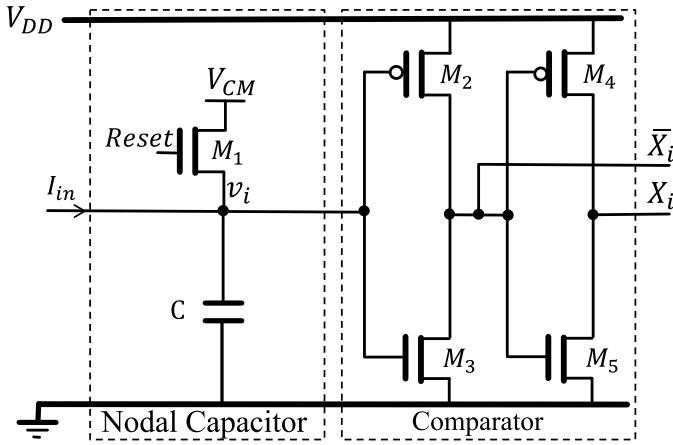 V_DD
V_CM
Reset
M_1
M_2
M_4
X̄_i
I_in
v_i
X_i
C
M_3
M_5
Nodal Capacitor
Comparator